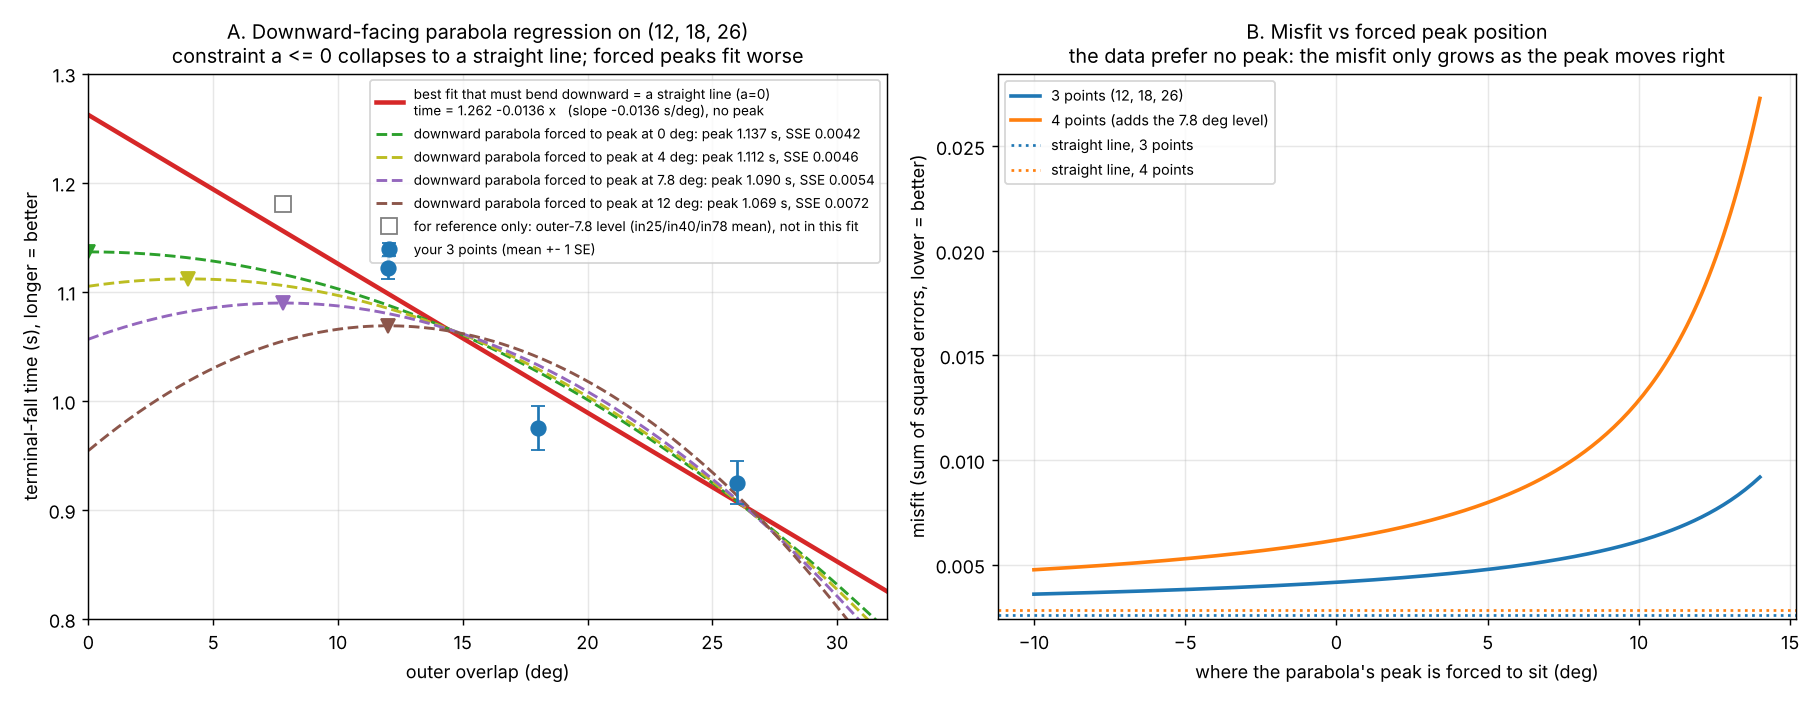 A. Downward-facing parabola regression on (12, 18, 26)
constraint a <= 0 collapses to a straight line; forced peaks fit worse
1.3
1.2
1.1
1.0
0.9
0.8
terminal-fall time (s), longer = better
best fit that must bend downward = a straight line (a=0)
time = 1.262 -0.0136 x   (slope -0.0136 s/deg), no peak
downward parabola forced to peak at 0 deg: peak 1.137 s, SSE 0.0042
downward parabola forced to peak at 4 deg: peak 1.112 s, SSE 0.0046
downward parabola forced to peak at 7.8 deg: peak 1.090 s, SSE 0.0054
downward parabola forced to peak at 12 deg: peak 1.069 s, SSE 0.0072
for reference only: outer-7.8 level (in25/in40/in78 mean), not in this fit
your 3 points (mean +- 1 SE)
0 5 10 15 20 25 30
outer overlap (deg)
B. Misfit vs forced peak position
the data prefer no peak: the misfit only grows as the peak moves right
0.025
0.020
0.015
0.010
0.005
misfit (sum of squared errors, lower = better)
3 points (12, 18, 26)
4 points (adds the 7.8 deg level)
straight line, 3 points
straight line, 4 points
−10 −5 0 5 10 15
where the parabola's peak is forced to sit (deg)